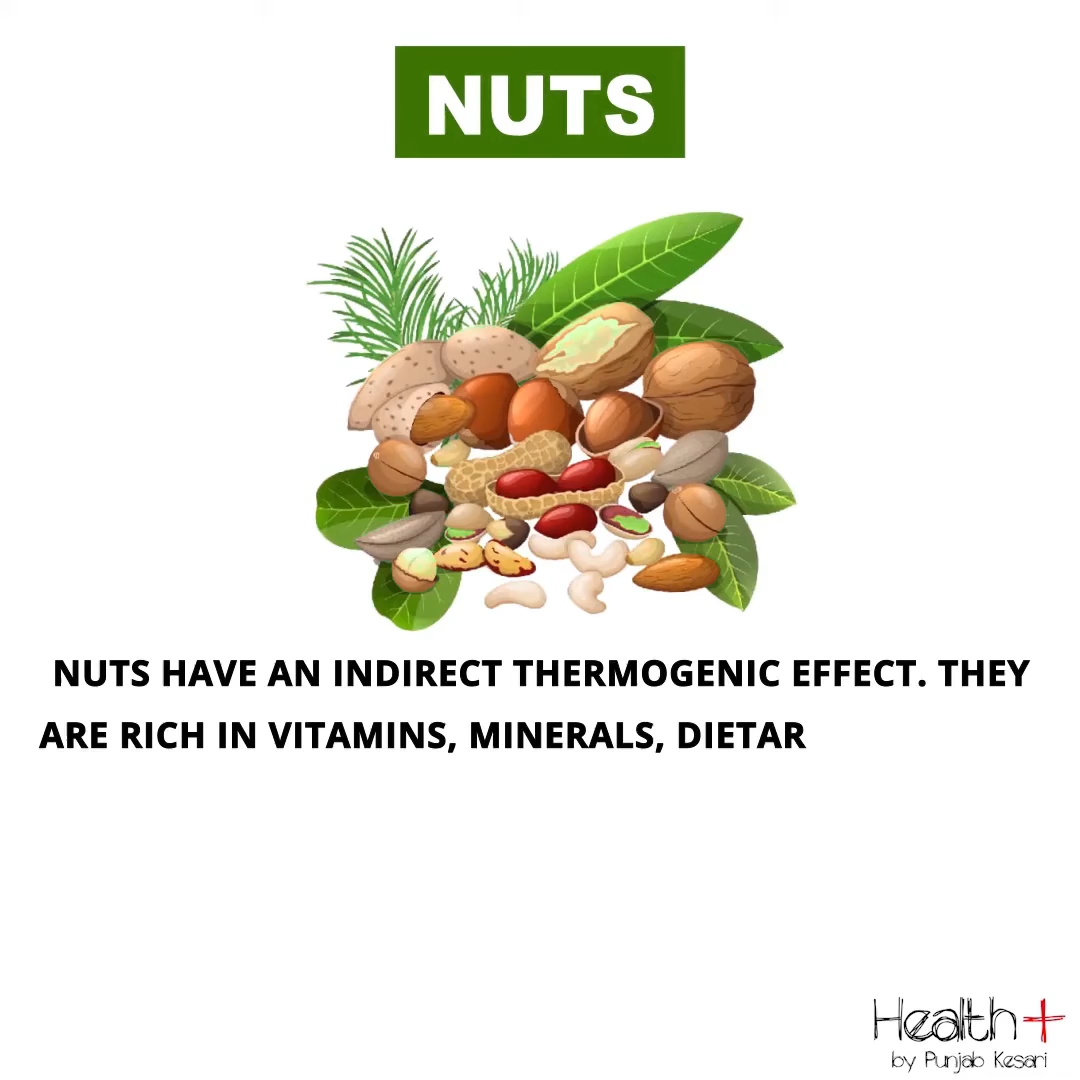 NUTS
NUTS HAVE AN INDIRECT THERMOGENIC EFFECT. THEY
ARE RICH IN VITAMINS, MINERALS, DIETAR
Health+
by Punjab Kesari